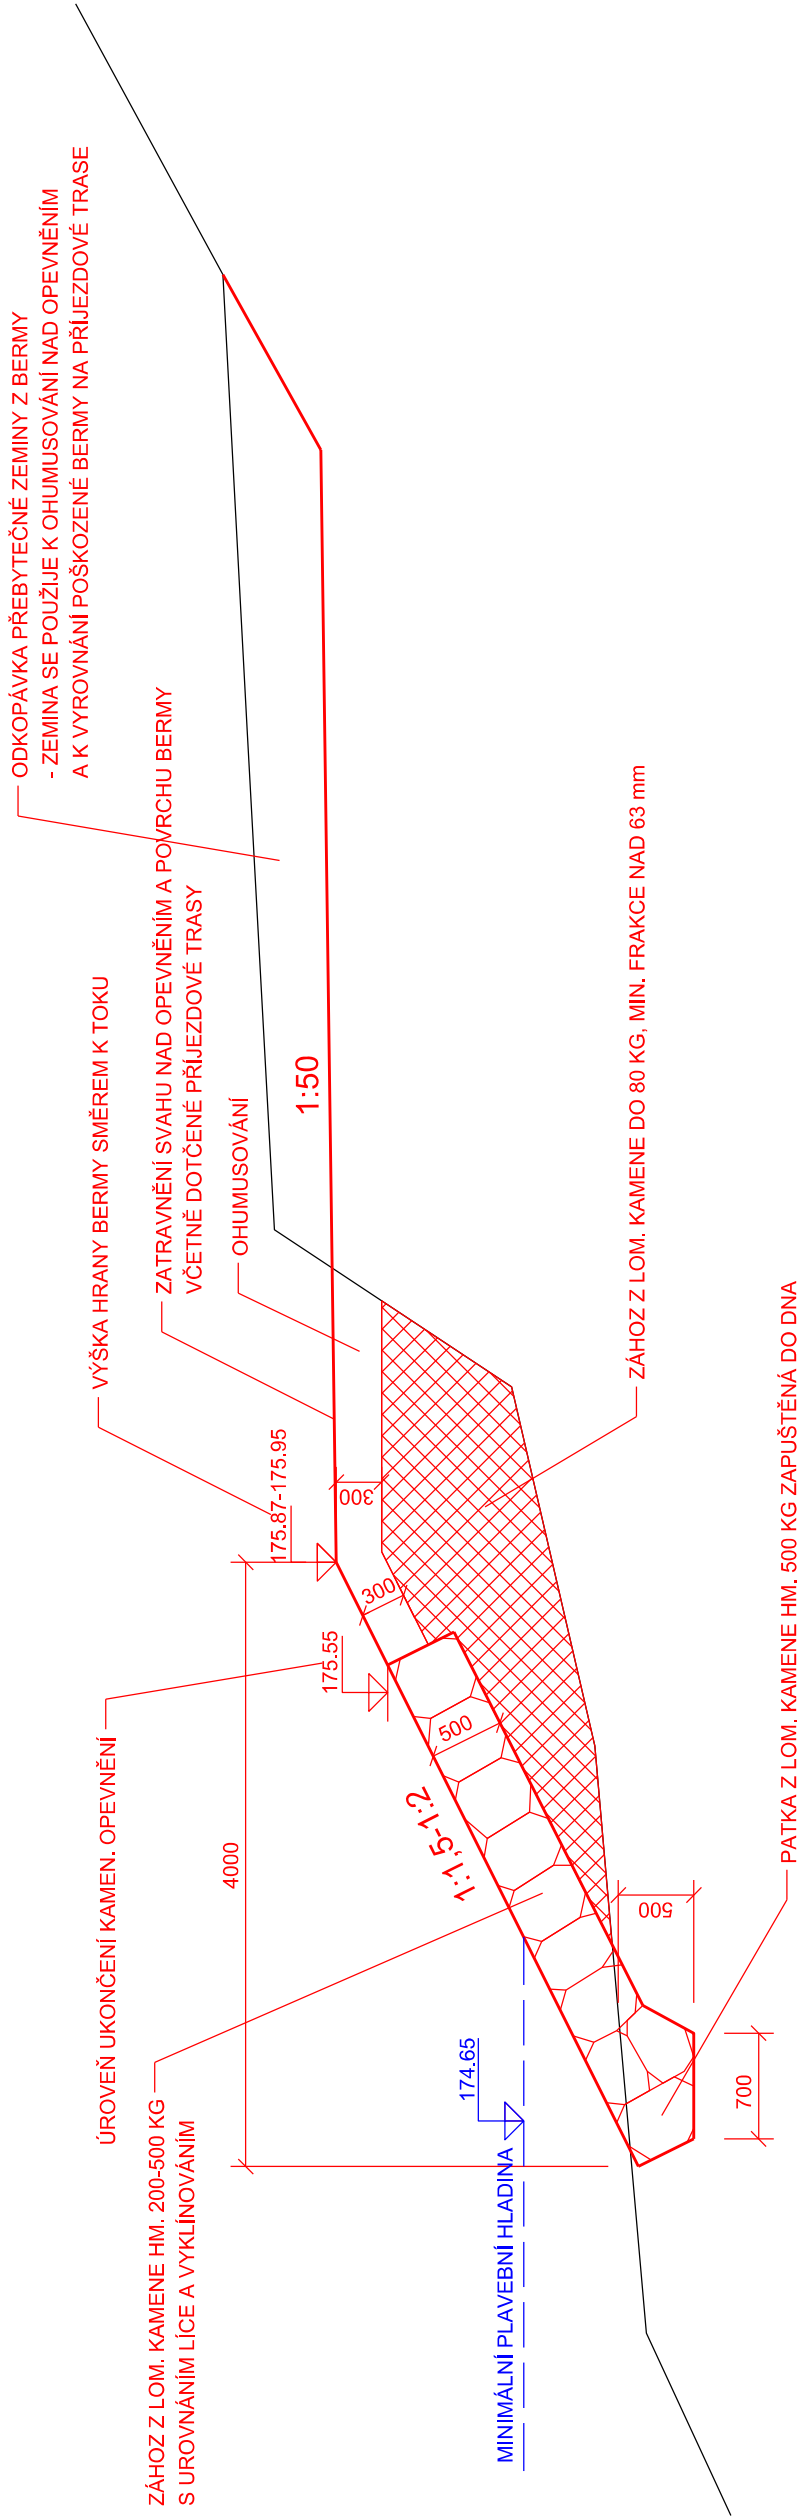 ODKOPÁVKA PŘEBYTEČNÉ ZEMINY Z BERMY
- ZEMINA SE POUŽIJE K OHUMUSOVÁNÍ NAD OPEVNĚNÍM
A K VYROVNÁNÍ POŠKOZENÉ BERMY NA PŘÍJEZDOVÉ TRASE
VÝŠKA HRANY BERMY SMĚREM K TOKU
ZATRAVNĚNÍ SVAHU NAD OPEVNĚNÍM A POVRCHU BERMY
VČETNĚ DOTČENÉ PŘÍJEZDOVÉ TRASY
OHUMUSOVÁNÍ
1:50
175.87-175.95
300
300
175.55
ÚROVEŇ UKONČENÍ KAMEN. OPEVNĚNÍ
4000
500
1:1,5-1:2
ZÁHOZ Z LOM. KAMENE HM. 200-500 KG
S UROVNÁNÍM LÍCE A VYKLÍNOVÁNÍM
174.65
MINIMÁLNÍ PLAVEBNÍ HLADINA
ZÁHOZ Z LOM. KAMENE DO 80 KG, MIN. FRAKCE NAD 63 mm
500
700
PATKA Z LOM. KAMENE HM. 500 KG ZAPUŠTĚNÁ DO DNA